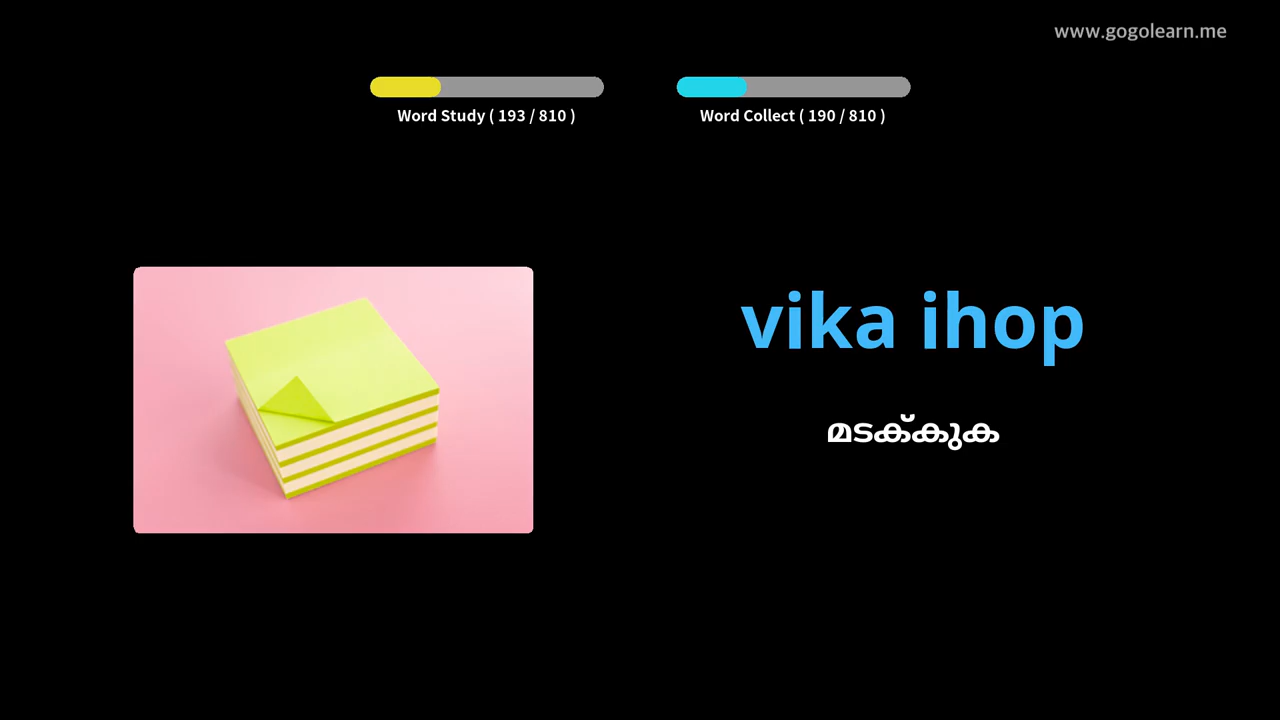 www.gogolearn.me
Word Study ( 193 / 810 )
Word Collect ( 190 / 810 )
vika ihop
മടക്കുക